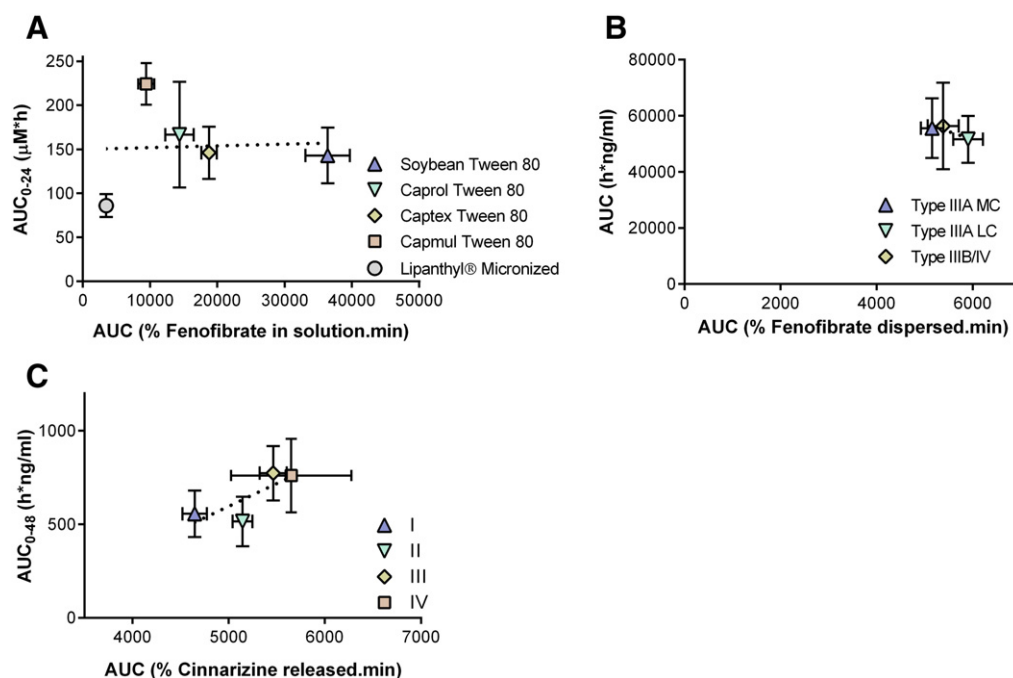 A
250
200
150
100
50
0
AUC0-24 (µM*h)
0 10000 20000 30000 40000 50000
AUC (% Fenofibrate in solution.min)
Soybean Tween 80
Caprol Tween 80
Captex Tween 80
Capmul Tween 80
Lipanthyl® Micronized
B
80000
60000
40000
20000
0
AUC (h*ng/ml)
0 2000 4000 6000
AUC (% Fenofibrate dispersed.min)
Type IIIA MC
Type IIIA LC
Type IIIB/IV
C
1000
500
0
AUC0-48 (h*ng/ml)
4000 5000 6000 7000
AUC (% Cinnarizine released.min)
I
II
III
IV